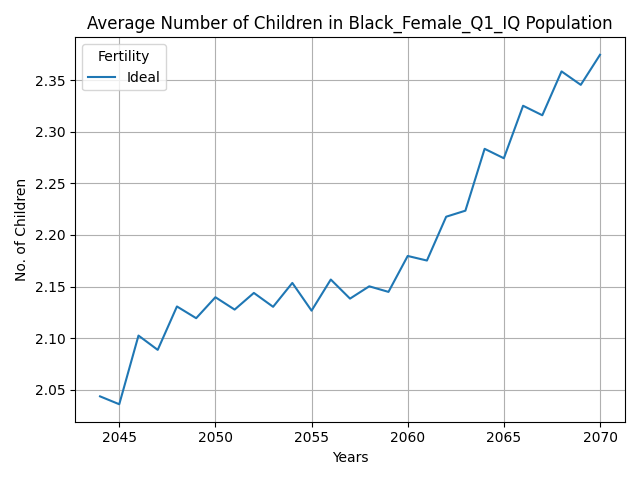 Average Number of Children in Black_Female_Q1_IQ Population
Fertility
Ideal
No. of Children
2.35
2.30
2.25
2.20
2.15
2.10
2.05
2045 2050 2055 2060 2065 2070
Years